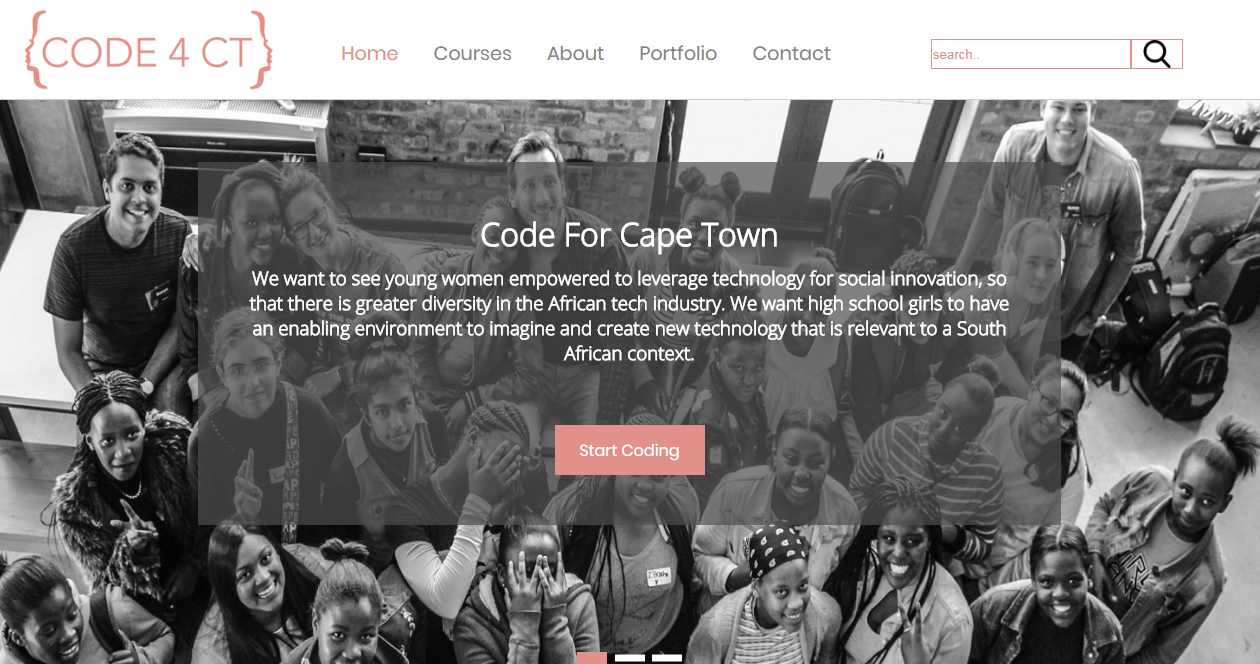 {CODE 4 CT}
Home
Courses
About
Portfolio
Contact
search..
Code For Cape Town
We want to see young women empowered to leverage technology for social innovation, so
that there is greater diversity in the African tech industry. We want high school girls to have
an enabling environment to imagine and create new technology that is relevant to a South
African context.
Start Coding